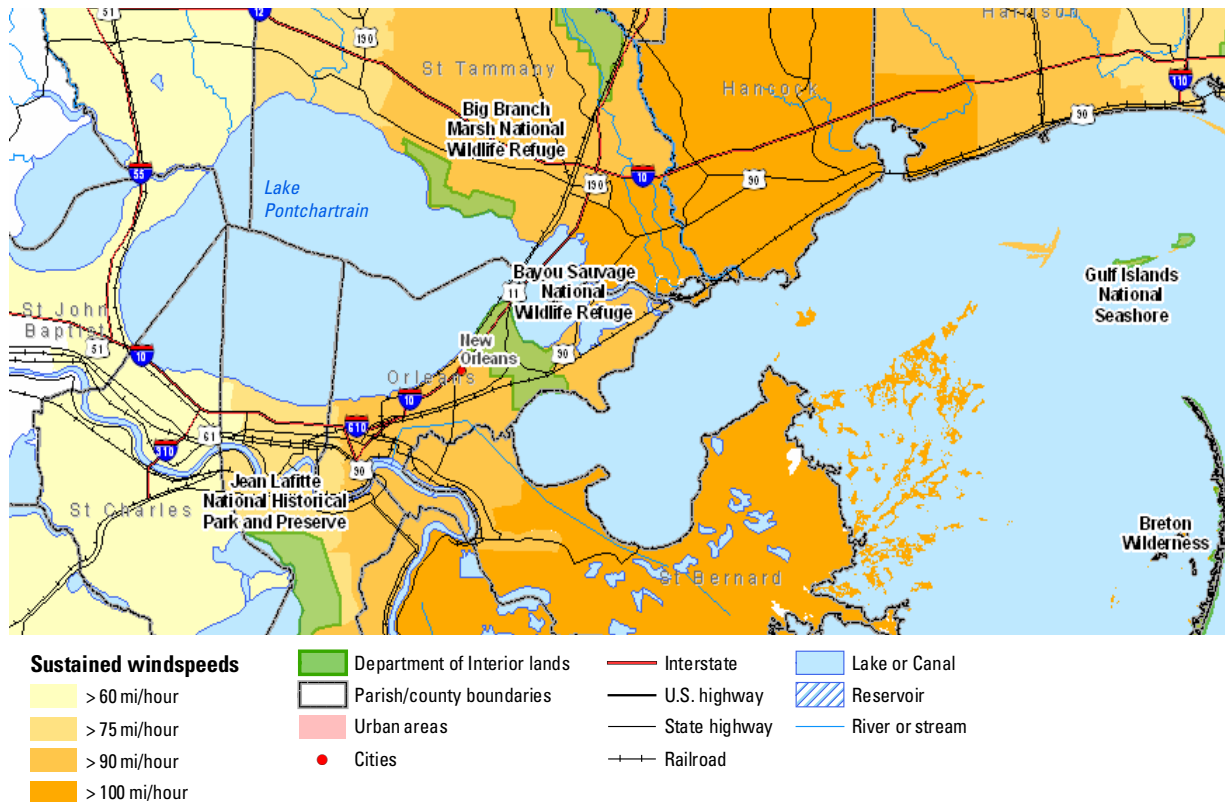 51
12
190
Harrison
St Tammany
Hancock
110
90
Big Branch
Marsh National
Wildlife Refuge
55
Lake
Pontchartrain
190
10
90
Bayou Sauvage
National
Wildlife Refuge
11
Gulf Islands
National
Seashore
St John
Baptist
51
10
New
Orleans
90
Orleans
10
610
61
310
90
Jean Lafitte
National Historical
Park and Preserve
St Charles
Breton
Wilderness
St Bernard
Sustained windspeeds
> 60 mi/hour
> 75 mi/hour
> 90 mi/hour
> 100 mi/hour
Department of Interior lands
Parish/county boundaries
Urban areas
Cities
Interstate
U.S. highway
State highway
Railroad
Lake or Canal
Reservoir
River or stream